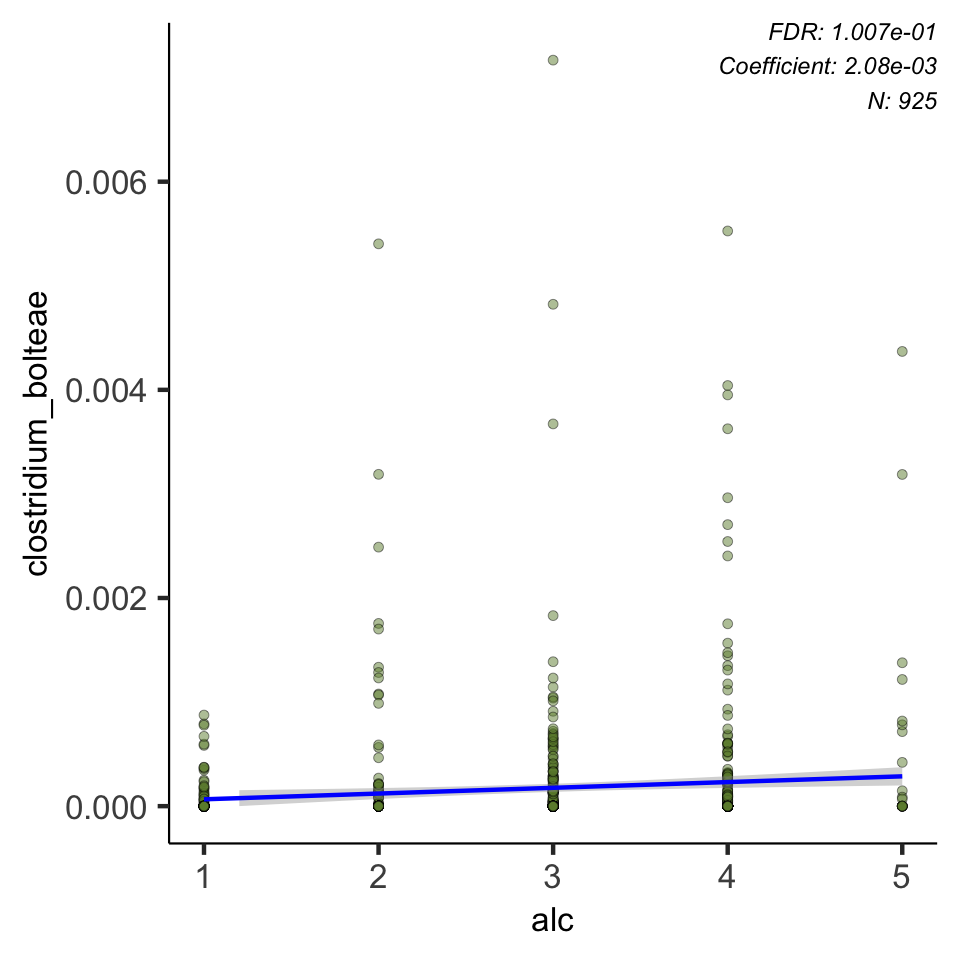 FDR: 1.007e-01
Coefficient: 2.08e-03
N: 925
0.006
0.004
0.002
0.000
clostridium_bolteae
1 2 3 4 5
alc